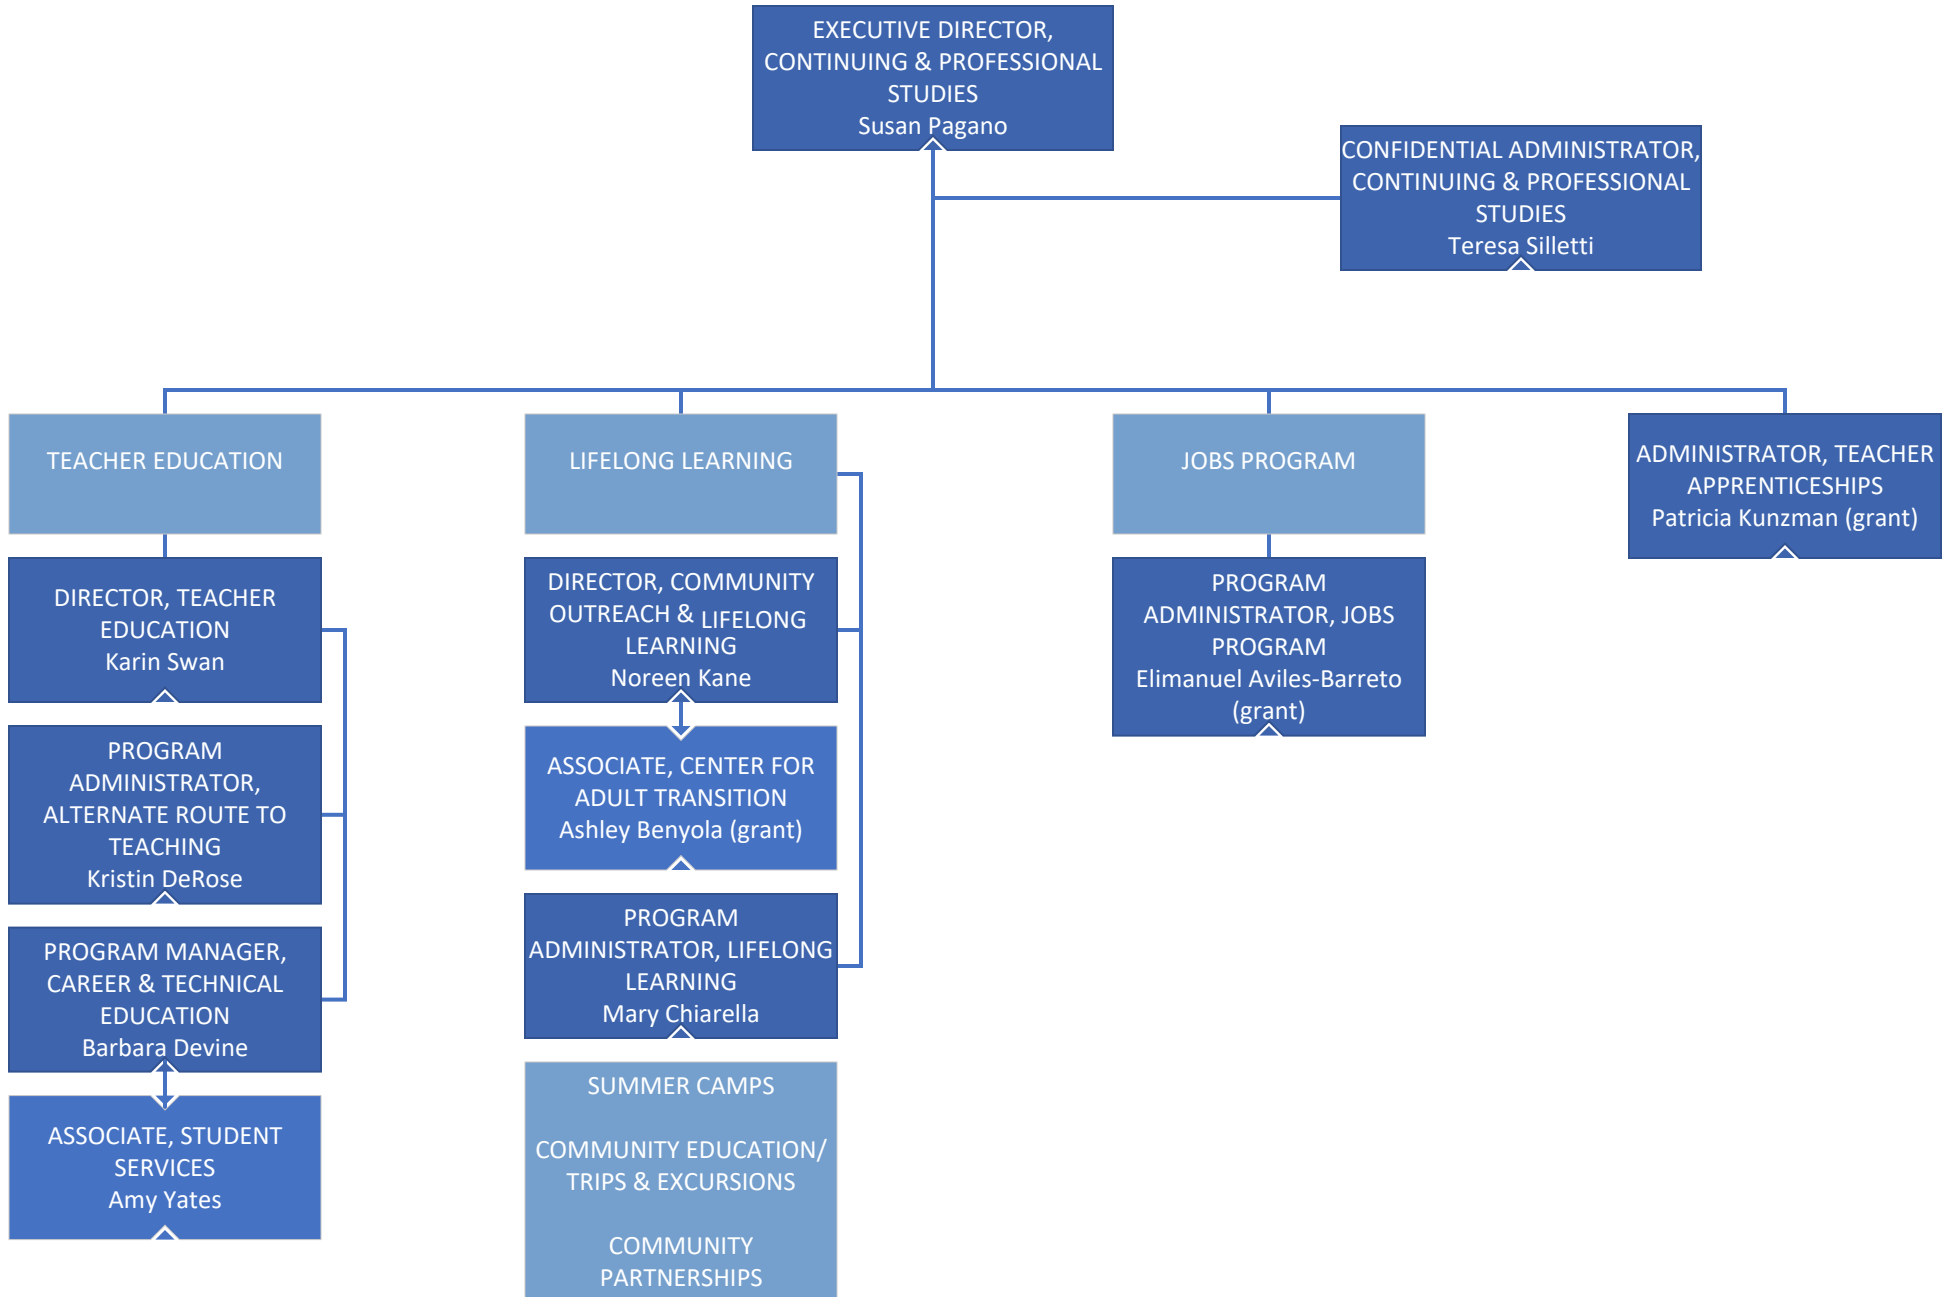 EXECUTIVE DIRECTOR,
CONTINUING & PROFESSIONAL
STUDIES
Susan Pagano
CONFIDENTIAL ADMINISTRATOR,
CONTINUING & PROFESSIONAL
STUDIES
Teresa Silletti
TEACHER EDUCATION
DIRECTOR, TEACHER
EDUCATION
Karin Swan
PROGRAM
ADMINISTRATOR,
ALTERNATE ROUTE TO
TEACHING
Kristin DeRose
PROGRAM MANAGER,
CAREER & TECHNICAL
EDUCATION
Barbara Devine
ASSOCIATE, STUDENT
SERVICES
Amy Yates
LIFELONG LEARNING
DIRECTOR, COMMUNITY
OUTREACH & LIFELONG
LEARNING
Noreen Kane
ASSOCIATE, CENTER FOR
ADULT TRANSITION
Ashley Benyola (grant)
PROGRAM
ADMINISTRATOR, LIFELONG
LEARNING
Mary Chiarella
SUMMER CAMPS
COMMUNITY EDUCATION/
TRIPS & EXCURSIONS
COMMUNITY
PARTNERSHIPS
JOBS PROGRAM
PROGRAM
ADMINISTRATOR, JOBS
PROGRAM
Elimanuel Aviles-Barreto
(grant)
ADMINISTRATOR, TEACHER
APPRENTICESHIPS
Patricia Kunzman (grant)